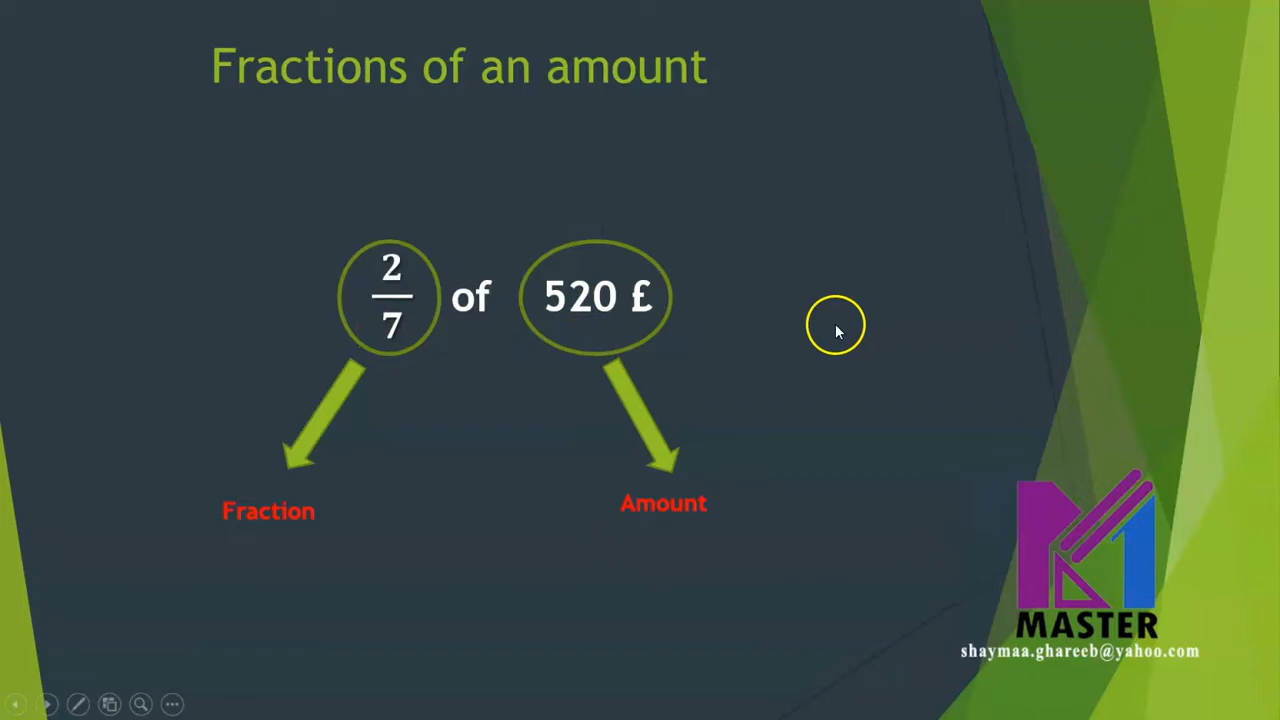 Fractions of an amount
2
7
of 520 £
Fraction
Amount
MASTER
shaymaa.ghareeb@yahoo.com